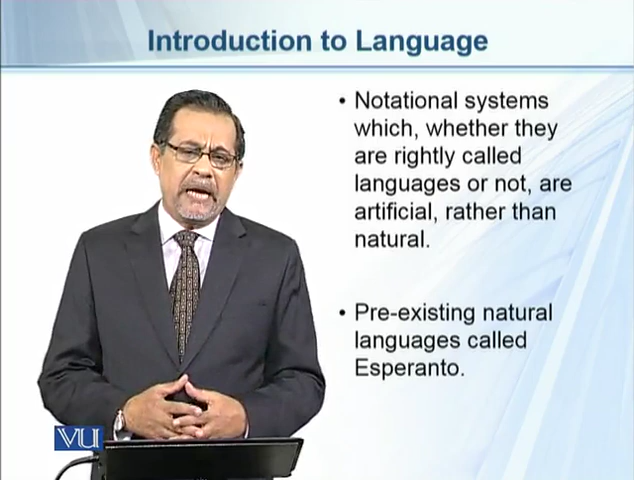 Introduction to Language
• Notational systems
which, whether they
are rightly called
languages or not, are
artificial, rather than
natural.
• Pre-existing natural
languages called
Esperanto.
VU